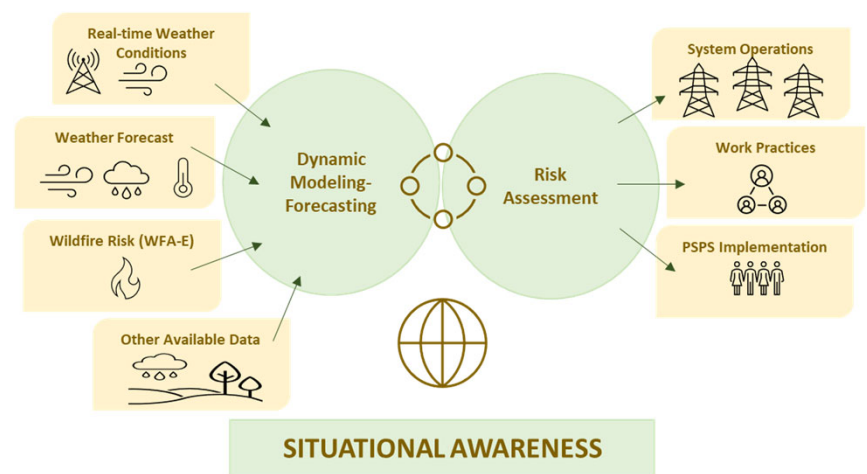 Real-time Weather
Conditions
Weather Forecast
Wildfire Risk (WFA-E)
Other Available Data
Dynamic
Modeling-
Forecasting
Risk
Assessment
System Operations
Work Practices
PSPS Implementation
SITUATIONAL AWARENESS